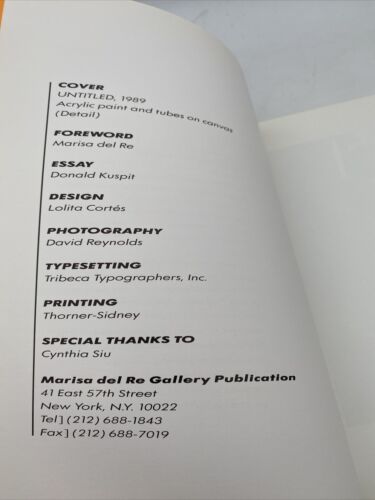 COVER
UNTITLED, 1989
Acrylic paint and tubes on canvas
(Detail)
FOREWORD
Marisa del Re
ESSAY
Donald Kuspit
DESIGN
Lolita Cortés
PHOTOGRAPHY
David Reynolds
TYPESETTING
Tribeca Typographers, Inc.
PRINTING
Thorner-Sidney
SPECIAL THANKS TO
Cynthia Siu
Marisa del Re Gallery Publication
41 East 57th Street
New York, N.Y. 10022
Tel] (212) 688-1843
Fax] (212) 688-7019